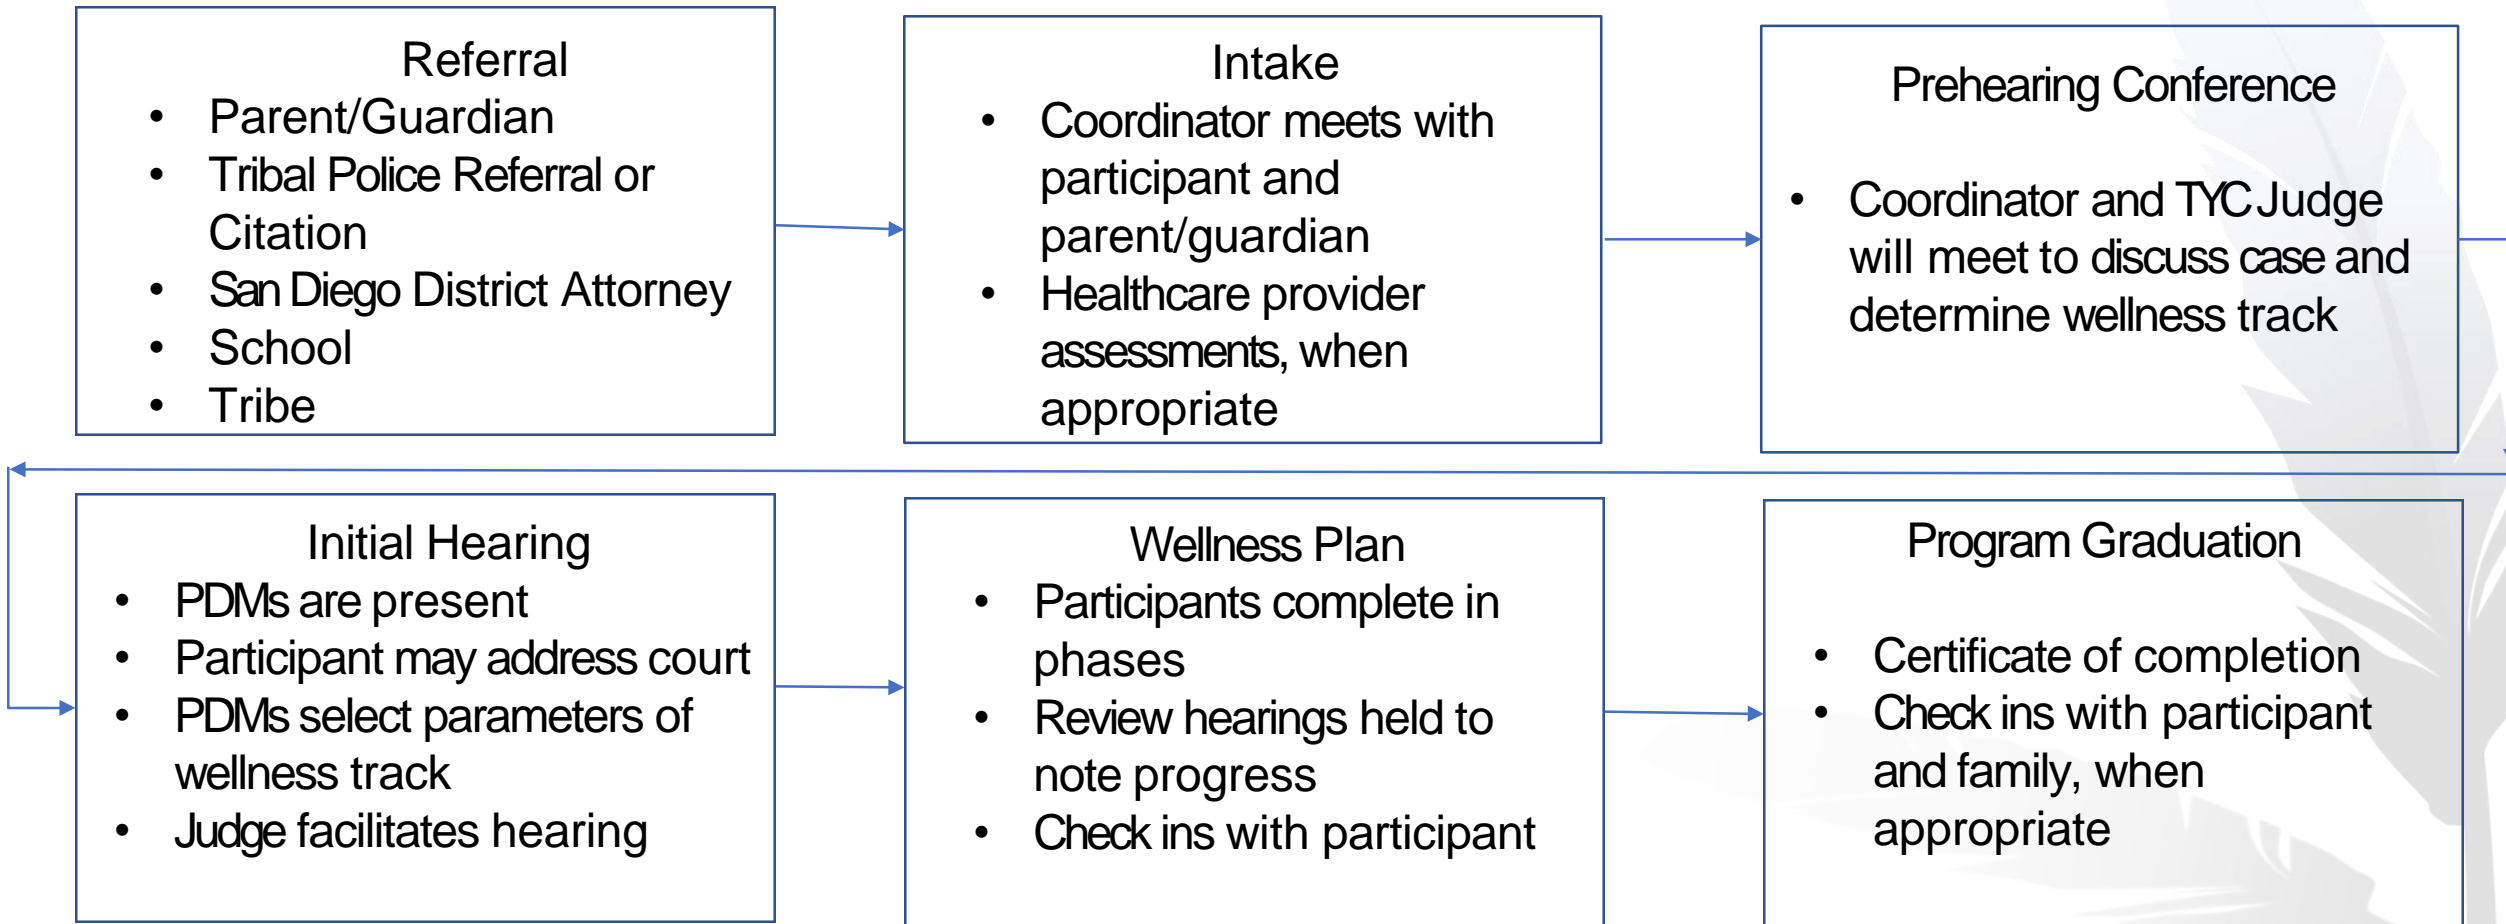 Referral
• Parent/Guardian
• Tribal Police Referral or
Citation
• San Diego District Attorney
• School
• Tribe
Intake
• Coordinator meets with
participant and
parent/guardian
• Healthcare provider
assessments, when
appropriate
Prehearing Conference
• Coordinator and TYC Judge
will meet to discuss case and
determine wellness track
Initial Hearing
• PDMs are present
• Participant may address court
• PDMs select parameters of
wellness track
• Judge facilitates hearing
Wellness Plan
• Participants complete in
phases
• Review hearings held to
note progress
• Check ins with participant
Program Graduation
• Certificate of completion
• Check ins with participant
and family, when
appropriate